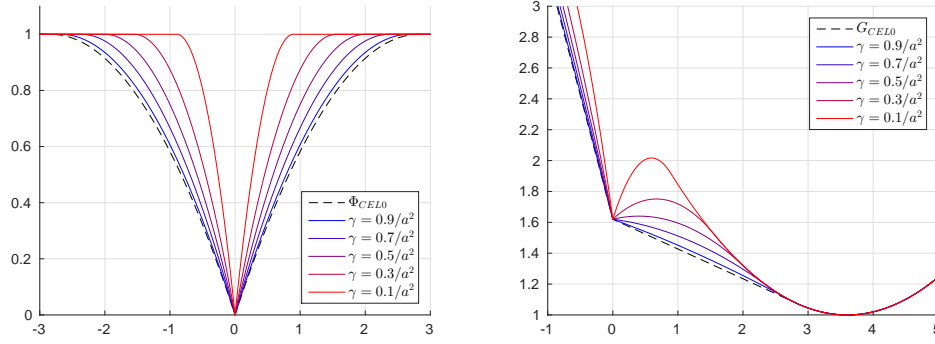 1
0.8
0.6
0.4
0.2
0
-3
-2
-1
0
1
2
3
Φ_{CEL0}
γ = 0.9/a²
γ = 0.7/a²
γ = 0.5/a²
γ = 0.3/a²
γ = 0.1/a²
3
2.8
2.6
2.4
2.2
2
1.8
1.6
1.4
1.2
1
-1
0
1
2
3
4
5
G_{CEL0}
γ = 0.9/a²
γ = 0.7/a²
γ = 0.5/a²
γ = 0.3/a²
γ = 0.1/a²